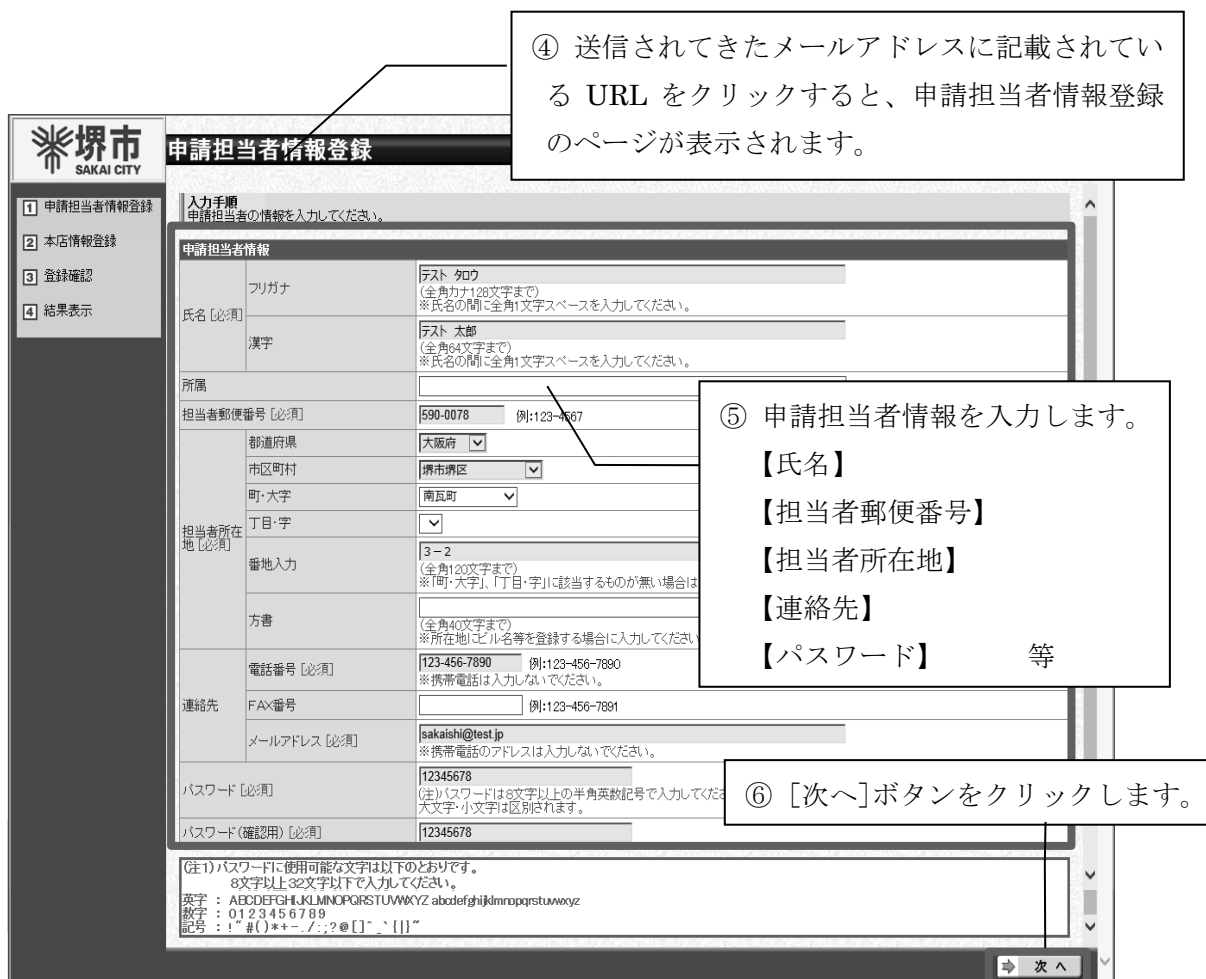 ④ 送信されてきたメールアドレスに記載されてい
る URL をクリックすると、申請担当者情報登録
のページが表示されます。
堺市
SAKAI CITY
申請担当者情報登録
1 申請担当者情報登録
2 本店情報登録
3 登録確認
4 結果表示
入力手順
申請担当者の情報を入力してください。
申請担当者情報
氏名 [必須]
フリガナ
テスト タロウ
(全角カナ128文字まで)
※氏名の間に全角1文字スペースを入力してください。
漢字
テスト 太郎
(全角64文字まで)
※氏名の間に全角1文字スペースを入力してください。
所属
担当者郵便番号 [必須]
590-0078 例:123-4567
⑤ 申請担当者情報を入力します。
【氏名】
【担当者郵便番号】
【担当者所在地】
【連絡先】
【パスワード】 等
担当者所在
地 [必須]
都道府県
大阪府
市区町村
堺市堺区
町・大字
南瓦町
丁目・字
番地入力
3-2
(全角120文字まで)
※「町・大字」、「丁目・字」に該当するものが無い場合は
方書
(全角40文字まで)
※所在地にビル名等を登録する場合に入力してください
連絡先
電話番号 [必須]
123-456-7890 例:123-456-7890
※携帯電話は入力しないでください。
FAX番号
例:123-456-7891
メールアドレス [必須]
sakaishi@test.jp
※携帯電話のアドレスは入力しないでください。
パスワード [必須]
12345678
(注)パスワードは8文字以上の半角英数記号で入力してくださ
大文字・小文字は区別されます。
パスワード(確認用) [必須]
12345678
⑥ [次へ]ボタンをクリックします。
(注1)パスワードに使用可能な文字は以下のとおりです。
8文字以上32文字以下で入力してください。
英字 : ABCDEFGHIJKLMNOPQRSTUVWXYZ abcdefghijklmnopqrstuvwxyz
数字 : 0 1 2 3 4 5 6 7 8 9
記号 : ! " # ( ) * + - . / : ; ? @ [ ] ^ _ ` { | } ~
次 へ